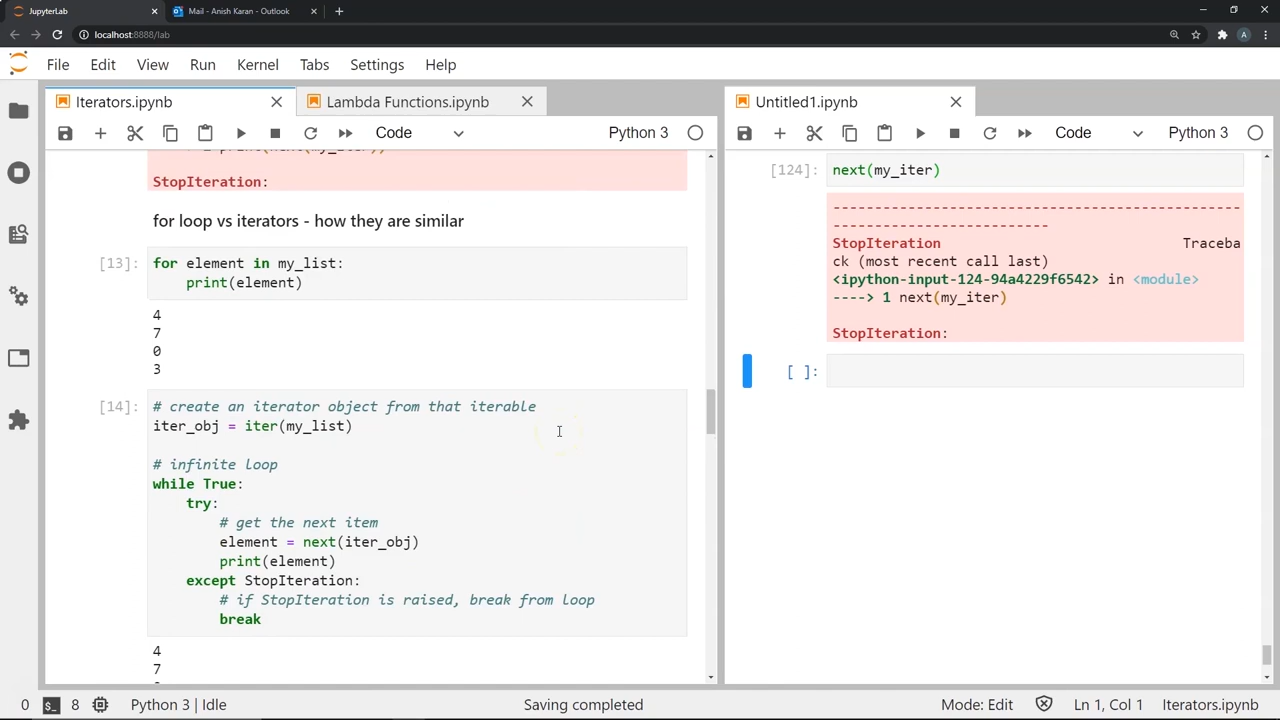 JupyterLab
Mail - Anish Karan - Outlook
localhost:8888/lab
A
File Edit View Run Kernel Tabs Settings Help
Iterators.ipynb
Lambda Functions.ipynb
Code
Python 3
StopIteration:
for loop vs iterators - how they are similar
[13]:
for element in my_list:
print(element)
4
7
0
3
[14]:
# create an iterator object from that iterable
iter_obj = iter(my_list)
# infinite loop
while True:
try:
# get the next item
element = next(iter_obj)
print(element)
except StopIteration:
# if StopIteration is raised, break from loop
break
4
7
Untitled1.ipynb
Code
Python 3
[124]:
next(my_iter)
---------------------------------------------------------------------------
StopIteration Traceba
ck (most recent call last)
<ipython-input-124-94a4229f6542> in <module>
----> 1 next(my_iter)
StopIteration:
[ ]:
0
$_
8
Python 3 | Idle
Saving completed
Mode: Edit
Ln 1, Col 1
Iterators.ipynb